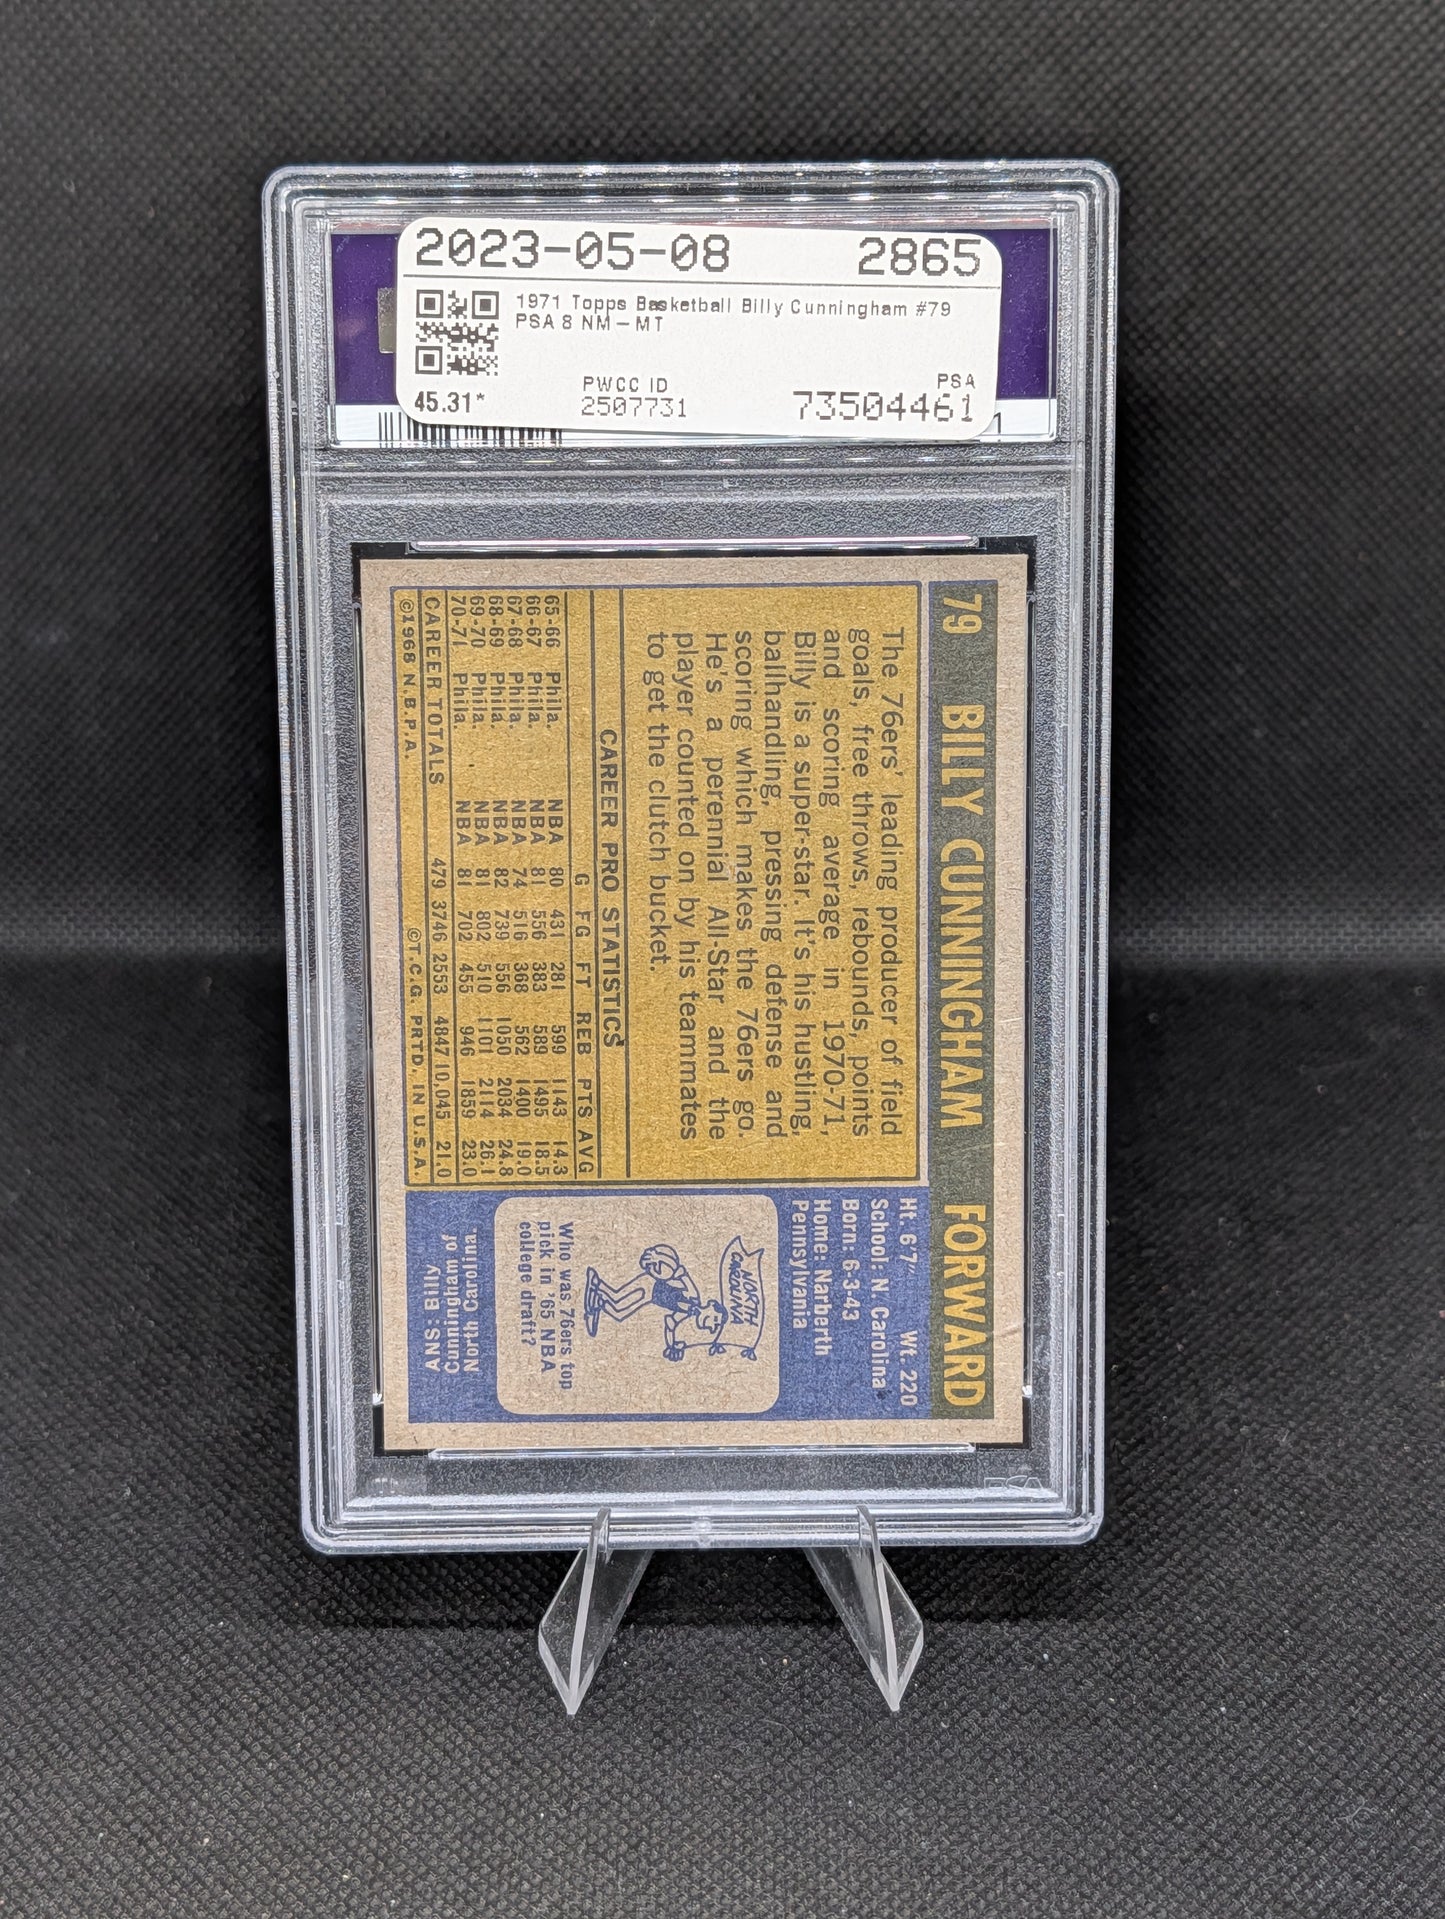 2023-05-08 2865
1971 Topps Basketball Billy Cunningham #79
PSA 8 NM-MT
45.31*
PWCC ID
2507731
PSA
73504461
1
79 BILLY CUNNINGHAM FORWARD
The 76ers' leading producer of field
goals, free throws, rebounds, points
and scoring average in 1970-71,
Billy is a super-star. It's his hustling,
ballhandling, pressing defense and
scoring which makes the 76ers go.
He's a perennial All-Star and the
player counted on by his teammates
to get the clutch bucket.
CAREER PRO STATISTICS
G FG FT REB PTS AVG
65-66 Phila. NBA 80 431 281 599 1143 14.3
66-67 Phila. NBA 81 556 383 589 1495 18.5
67-68 Phila. NBA 74 516 368 562 1400 19.0
68-69 Phila. NBA 82 739 556 1050 2034 24.8
69-70 Phila. NBA 81 802 510 1101 2114 26.1
70-71 Phila. NBA 81 702 455 946 1859 23.0
CAREER TOTALS 479 3746 2553 4847 10,045 21.0
©1968 N.B.P.A. ©T.C.G. PRTD. IN U.S.A.
Ht. 6'7" Wt. 220
School: N. Carolina
Born: 6-3-43
Home: Narberth
Pennsylvania
NORTH
CAROLINA
Who was 76ers top
pick in '65 NBA
college draft?
ANS: Billy
Cunningham of
North Carolina.
PSA